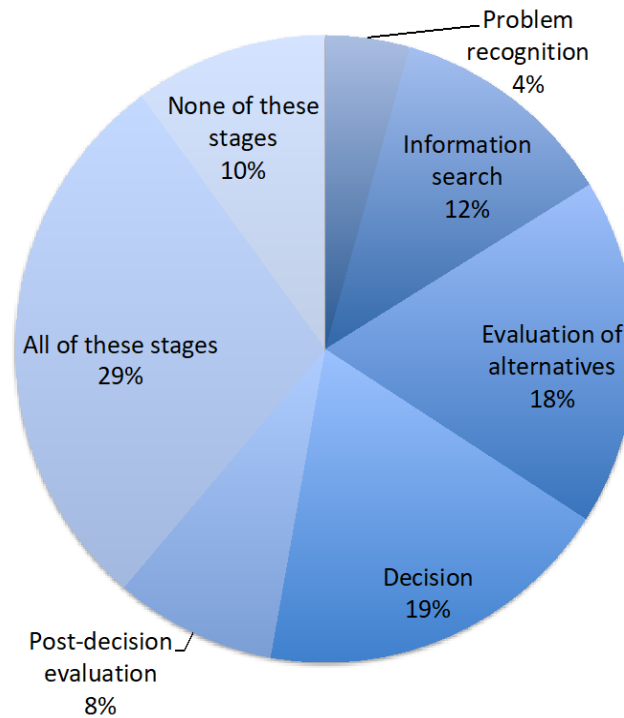 Problem
recognition
4%
Information
search
12%
Evaluation of
alternatives
18%
Decision
19%
Post-decision
evaluation
8%
All of these stages
29%
None of these
stages
10%